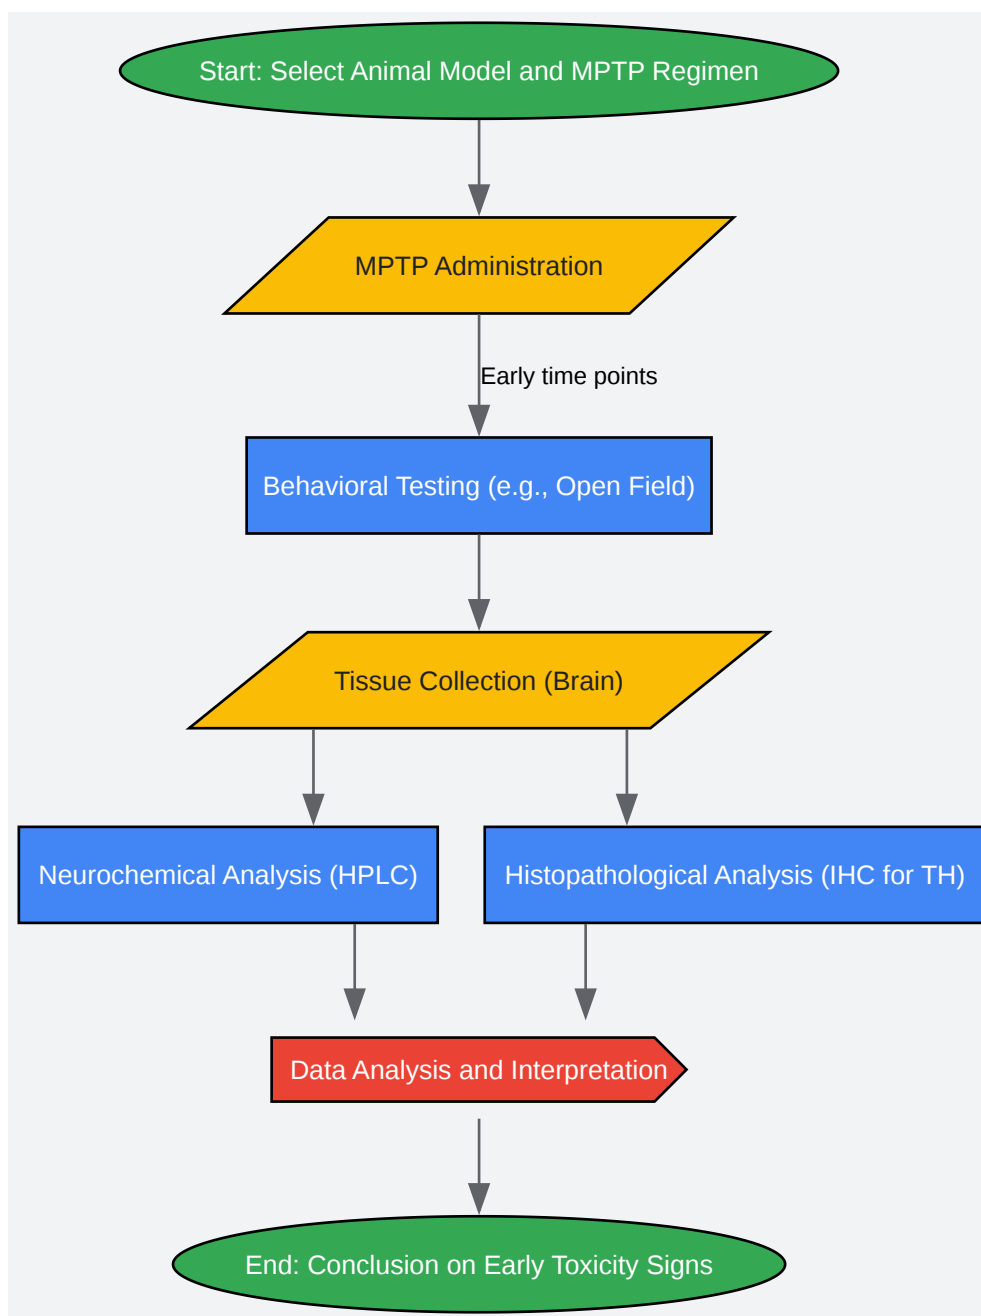 Start: Select Animal Model and MPTP Regimen
MPTP Administration
Early time points
Behavioral Testing (e.g., Open Field)
Tissue Collection (Brain)
Neurochemical Analysis (HPLC)
Histopathological Analysis (IHC for TH)
Data Analysis and Interpretation
End: Conclusion on Early Toxicity Signs